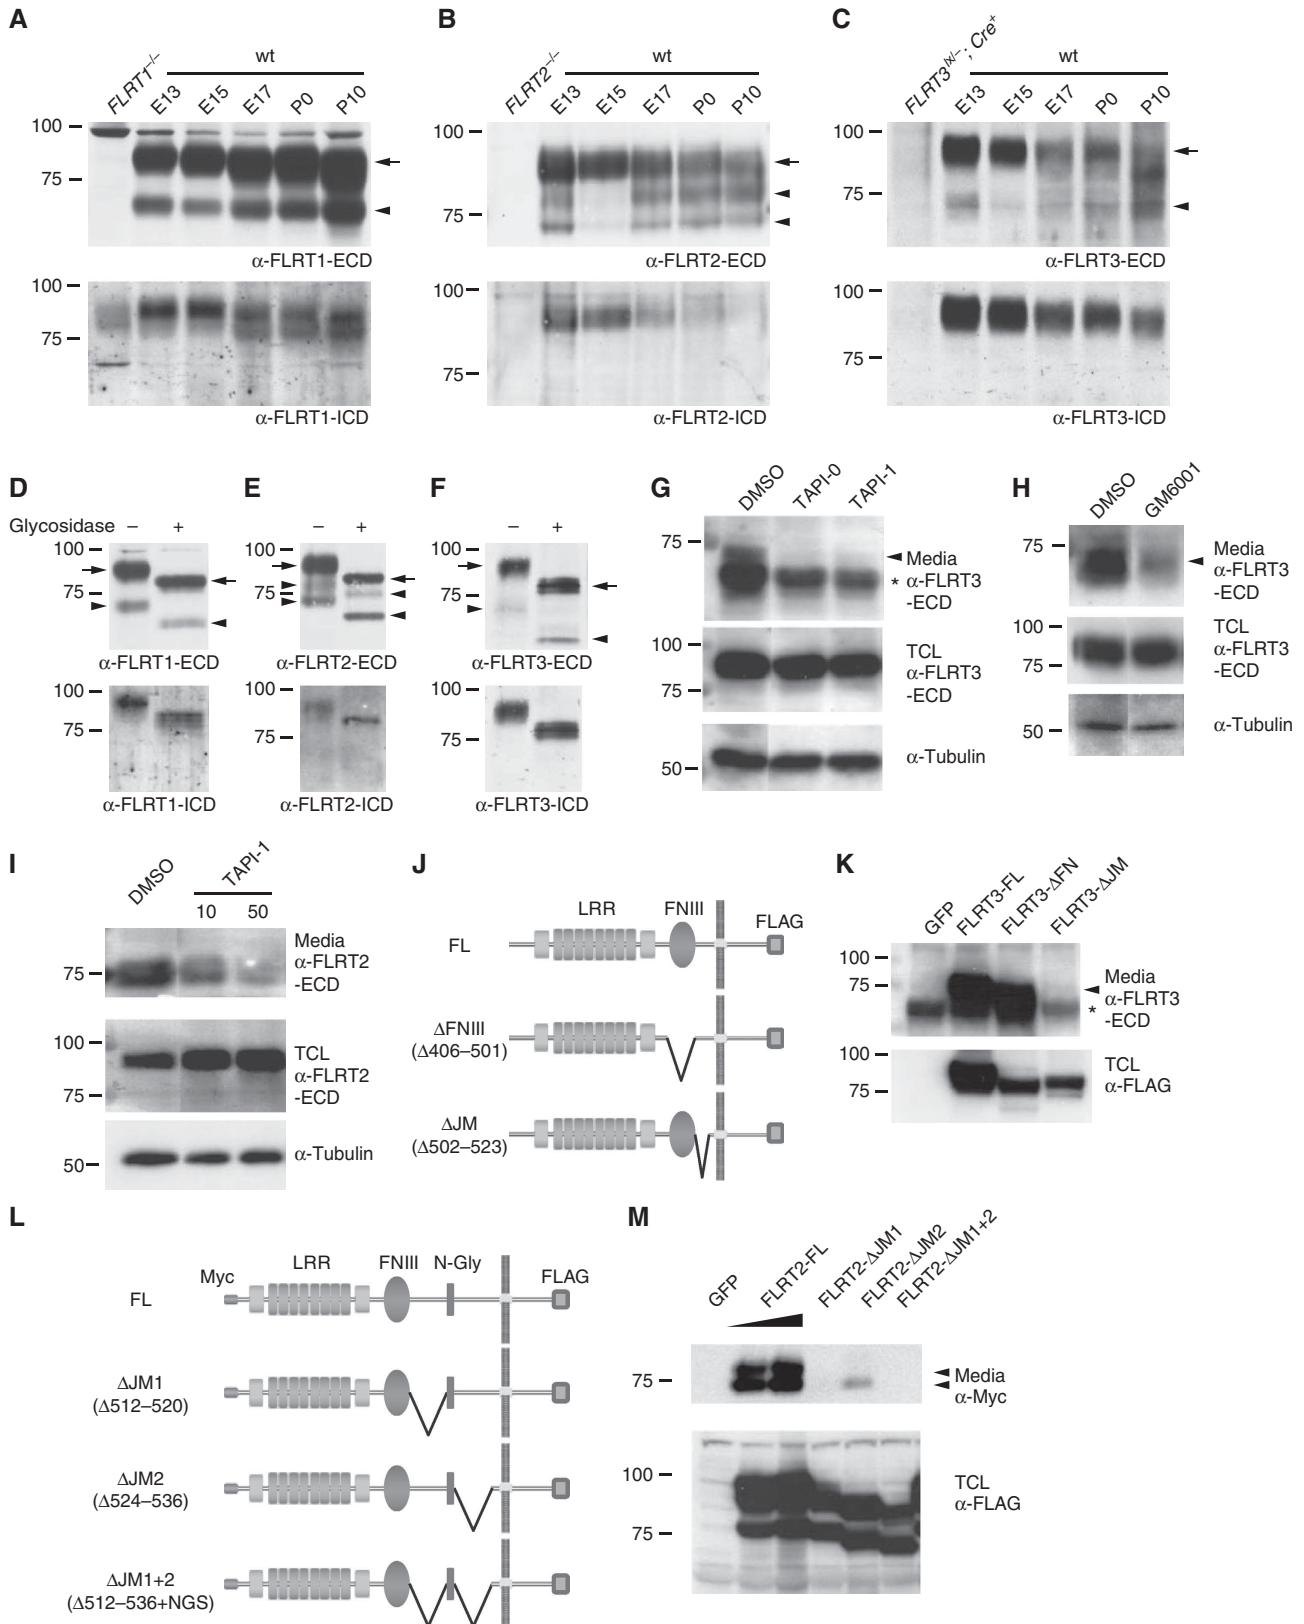 A
FLRT1−/−
wt
E13 E15 E17 P0 P10
100
75
α-FLRT1-ECD
100
75
α-FLRT1-ICD
B
FLRT2−/−
wt
E13 E15 E17 P0 P10
100
75
α-FLRT2-ECD
100
75
α-FLRT2-ICD
C
FLRT3lx/−; Cre+
wt
E13 E15 E17 P0 P10
100
75
α-FLRT3-ECD
100
75
α-FLRT3-ICD
D
Glycosidase − +
100
75
α-FLRT1-ECD
100
75
α-FLRT1-ICD
E
− +
100
75
α-FLRT2-ECD
100
75
α-FLRT2-ICD
F
− +
100
75
α-FLRT3-ECD
100
75
α-FLRT3-ICD
G
DMSO TAPI-0 TAPI-1
75
Media
* α-FLRT3
-ECD
100
75
TCL
α-FLRT3
-ECD
50
α-Tubulin
H
DMSO GM6001
75
Media
α-FLRT3
-ECD
100
75
TCL
α-FLRT3
-ECD
50
α-Tubulin
I
DMSO TAPI-1
10 50
75
Media
α-FLRT2
-ECD
100
75
TCL
α-FLRT2
-ECD
50
α-Tubulin
J
LRR FNIII FLAG
FL
ΔFNIII
(Δ406–501)
ΔJM
(Δ502–523)
K
GFP FLRT3-FL FLRT3-ΔFN FLRT3-ΔJM
100
75
Media
* α-FLRT3
-ECD
100
75
TCL
α-FLAG
L
Myc LRR FNIII N-Gly FLAG
FL
ΔJM1
(Δ512–520)
ΔJM2
(Δ524–536)
ΔJM1+2
(Δ512–536+NGS)
M
GFP FLRT2-FL FLRT2-ΔJM1 FLRT2-ΔJM2 FLRT2-ΔJM1+2
75
Media
α-Myc
100
75
TCL
α-FLAG